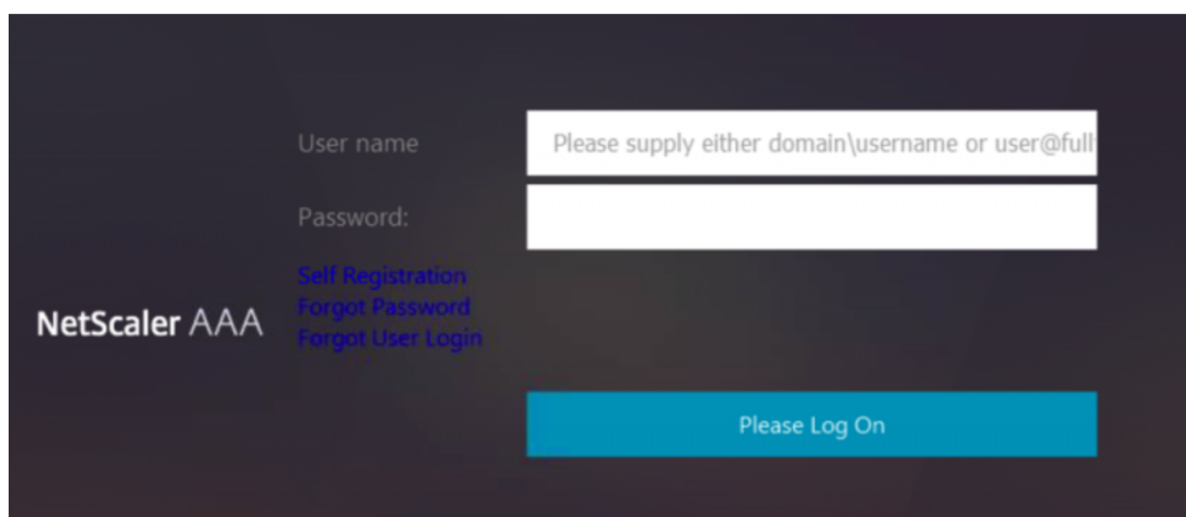 User name
Please supply either domain\username or user@full
Password:
Self Registration
Forgot Password
Forgot User Login
NetScaler AAA
Please Log On